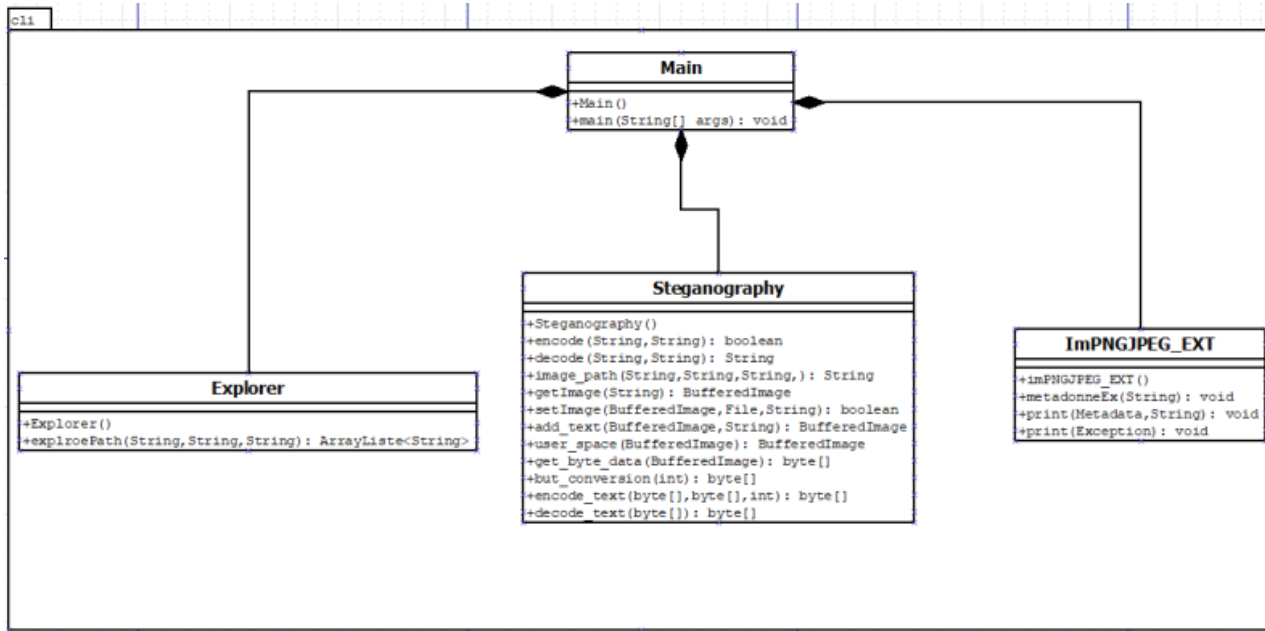 cli
Main
+Main()
+main(String[] args): void
Explorer
+Explorer()
+explroePath(String,String,String): ArrayListe<String>
Steganography
+Steganography()
+encode(String,String): boolean
+decode(String,String): String
+image_path(String,String,String,): String
+getImage(String): BufferedImage
+setImage(BufferedImage,File,String): boolean
+add_text(BufferedImage,String): BufferedImage
+user_space(BufferedImage): BufferedImage
+get_byte_data(BufferedImage): byte[]
+but_conversion(int): byte[]
+encode_text(byte[],byte[],int): byte[]
+decode_text(byte[]): byte[]
ImPNGJPEG_EXT
+imPNGJPEG_EXT()
+metadonneEx(String): void
+print(Metadata,String): void
+print(Exception): void